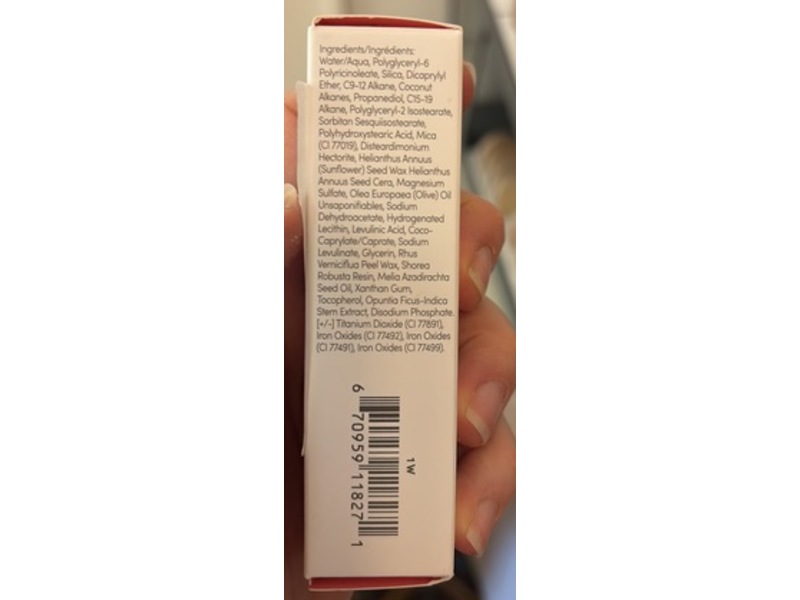 Ingredients/Ingrédients:
Water/Aqua, Polyglyceryl-6
Polyricinoleate, Silica, Dicaprylyl
Ether, C9-12 Alkane, Coconut
Alkanes, Propanediol, C15-19
Alkane, Polyglyceryl-2 Isostearate,
Sorbitan Sesquiisostearate,
Polyhydroxystearic Acid, Mica
(CI 77019), Disteardimonium
Hectorite, Helianthus Annuus
(Sunflower) Seed Wax Helianthus
Annuus Seed Cera, Magnesium
Sulfate, Olea Europaea (Olive) Oil
Unsaponifiables, Sodium
Dehydroacetate, Hydrogenated
Lecithin, Levulinic Acid, Coco-
Caprylate/Caprate, Sodium
Levulinate, Glycerin, Rhus
Verniciflua Peel Wax, Shorea
Robusta Resin, Melia Azadirachta
Seed Oil, Xanthan Gum,
Tocopherol, Opuntia Ficus-Indica
Stem Extract, Disodium Phosphate.
[+/-] Titanium Dioxide (CI 77891),
Iron Oxides (CI 77492), Iron Oxides
(CI 77491), Iron Oxides (CI 77499).
1W
6 70959 11827 1